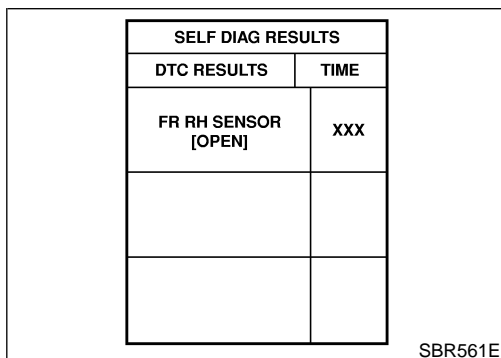 SELF DIAG RESULTS
DTC RESULTS TIME
FR RH SENSOR XXX
[OPEN]
SBR561E